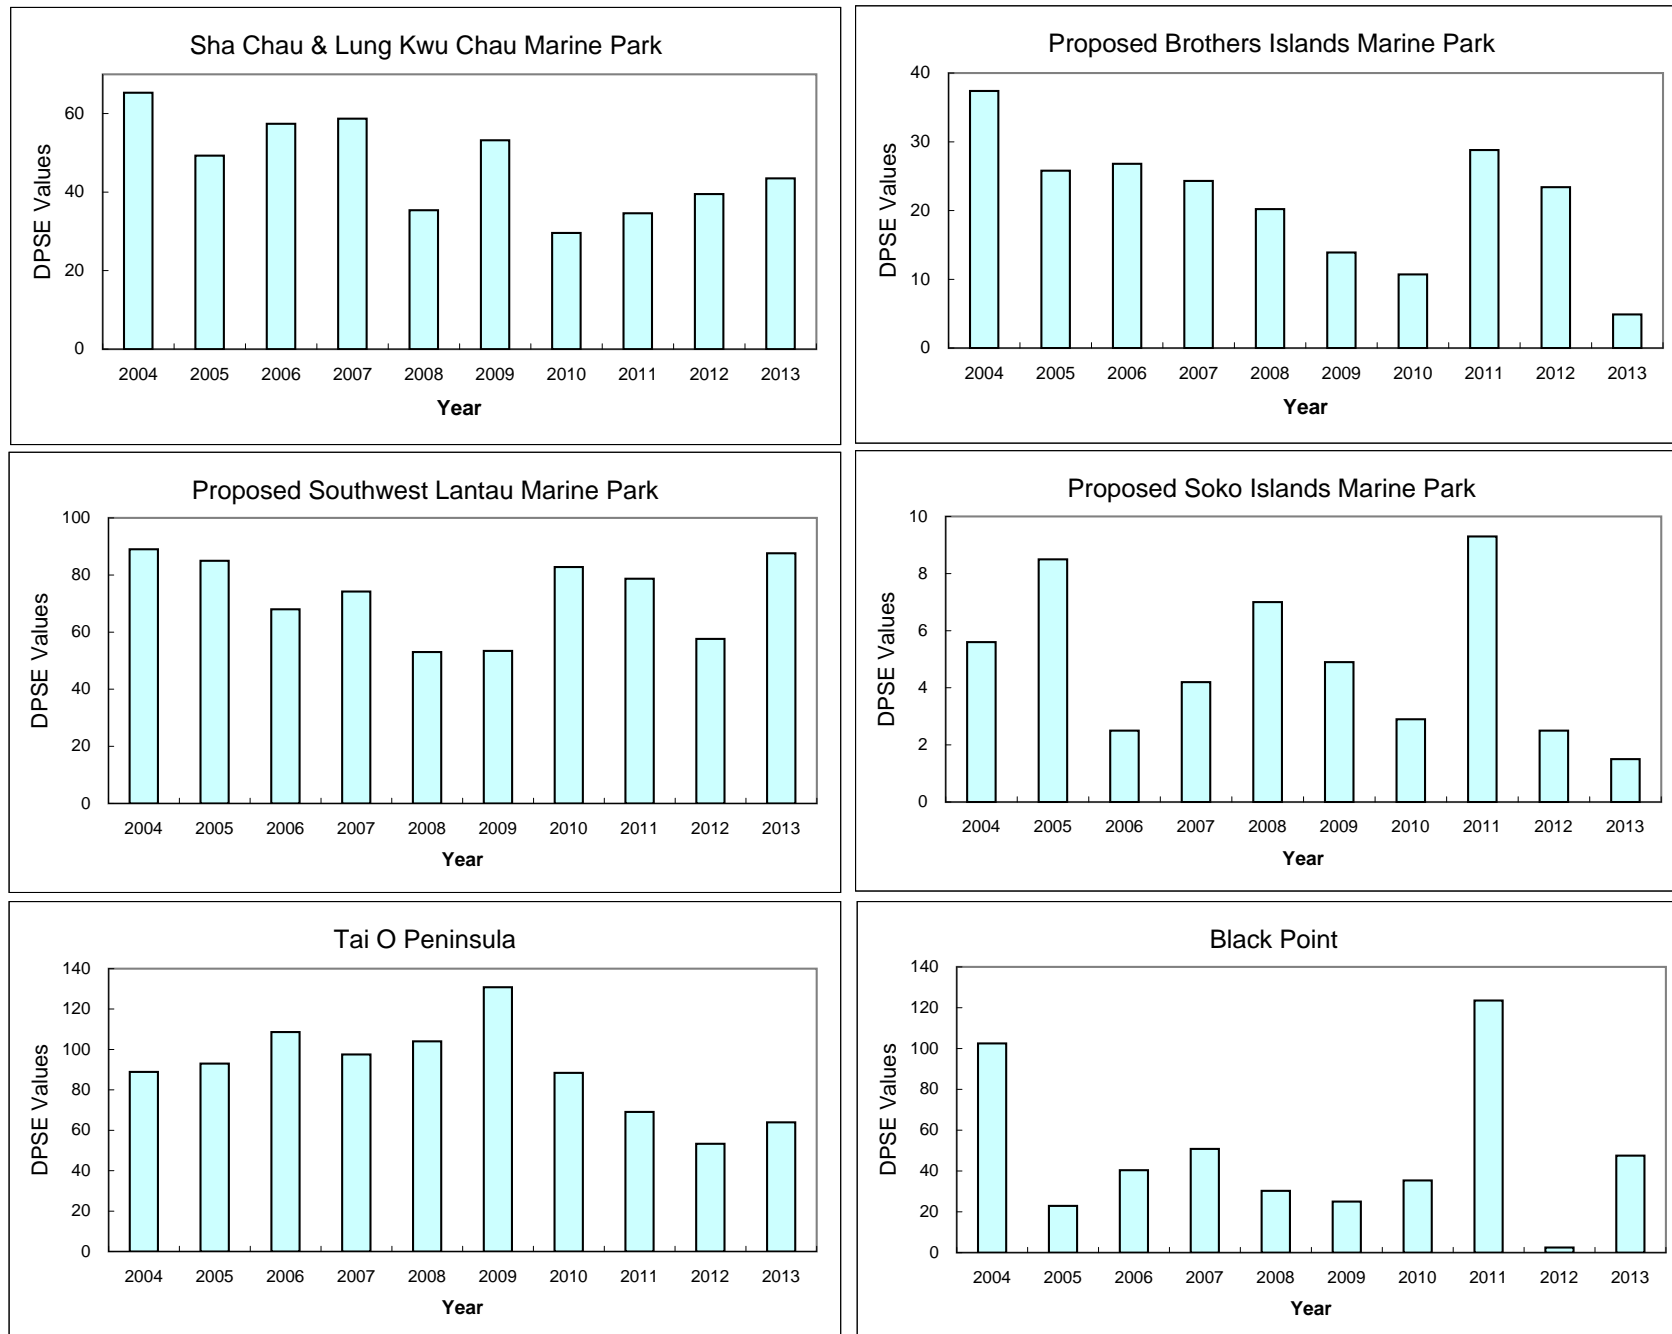 Sha Chau & Lung Kwu Chau Marine Park
DPSE Values
60
40
20
0
2004 2005 2006 2007 2008 2009 2010 2011 2012 2013
Year
Proposed Brothers Islands Marine Park
DPSE Values
40
30
20
10
0
2004 2005 2006 2007 2008 2009 2010 2011 2012 2013
Year
Proposed Southwest Lantau Marine Park
DPSE Values
100
80
60
40
20
0
2004 2005 2006 2007 2008 2009 2010 2011 2012 2013
Year
Proposed Soko Islands Marine Park
DPSE Values
10
8
6
4
2
0
2004 2005 2006 2007 2008 2009 2010 2011 2012 2013
Year
Tai O Peninsula
DPSE Values
140
120
100
80
60
40
20
0
2004 2005 2006 2007 2008 2009 2010 2011 2012 2013
Year
Black Point
DPSE Values
140
120
100
80
60
40
20
0
2004 2005 2006 2007 2008 2009 2010 2011 2012 2013
Year